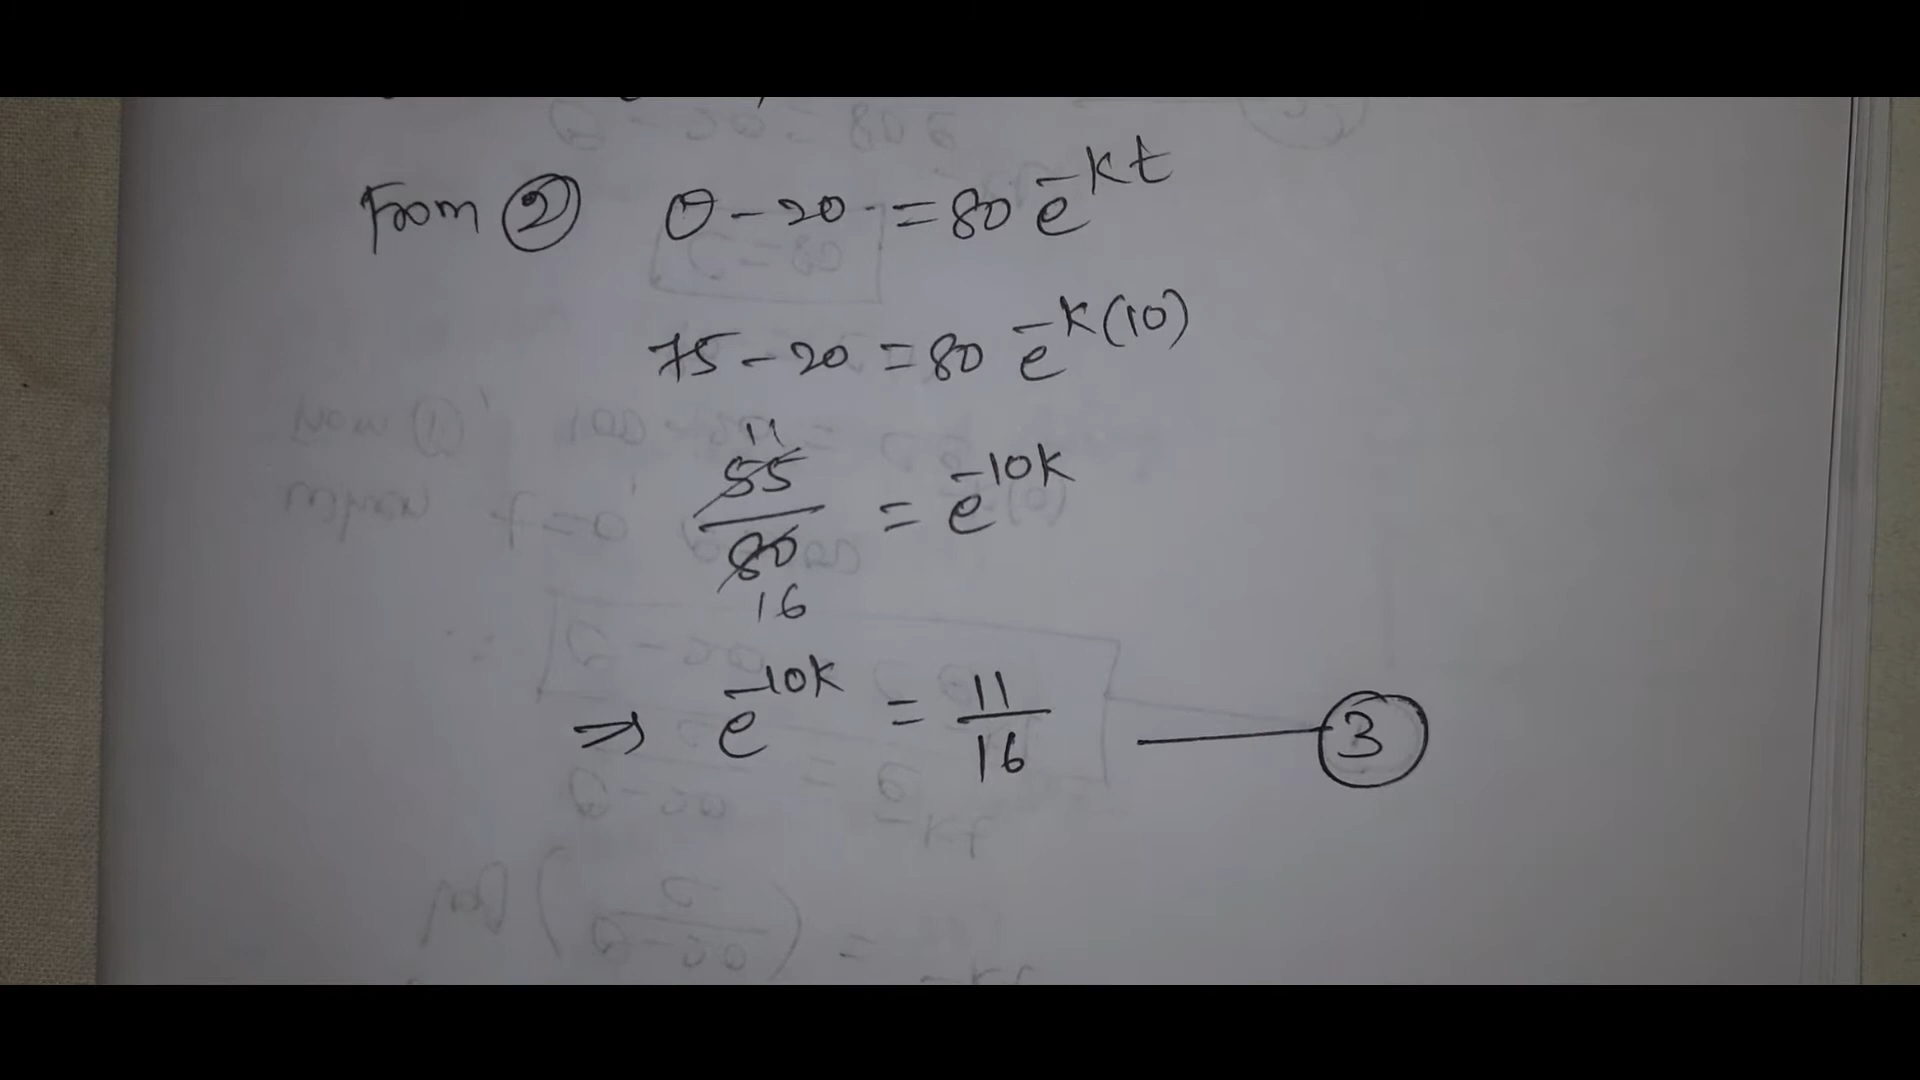 From ② θ - 20 = 80 e^-kt
75 - 20 = 80 e^-k(10)
55/80 = e^-10k
11
16
⇒ e^-10k = 11/16 — ③